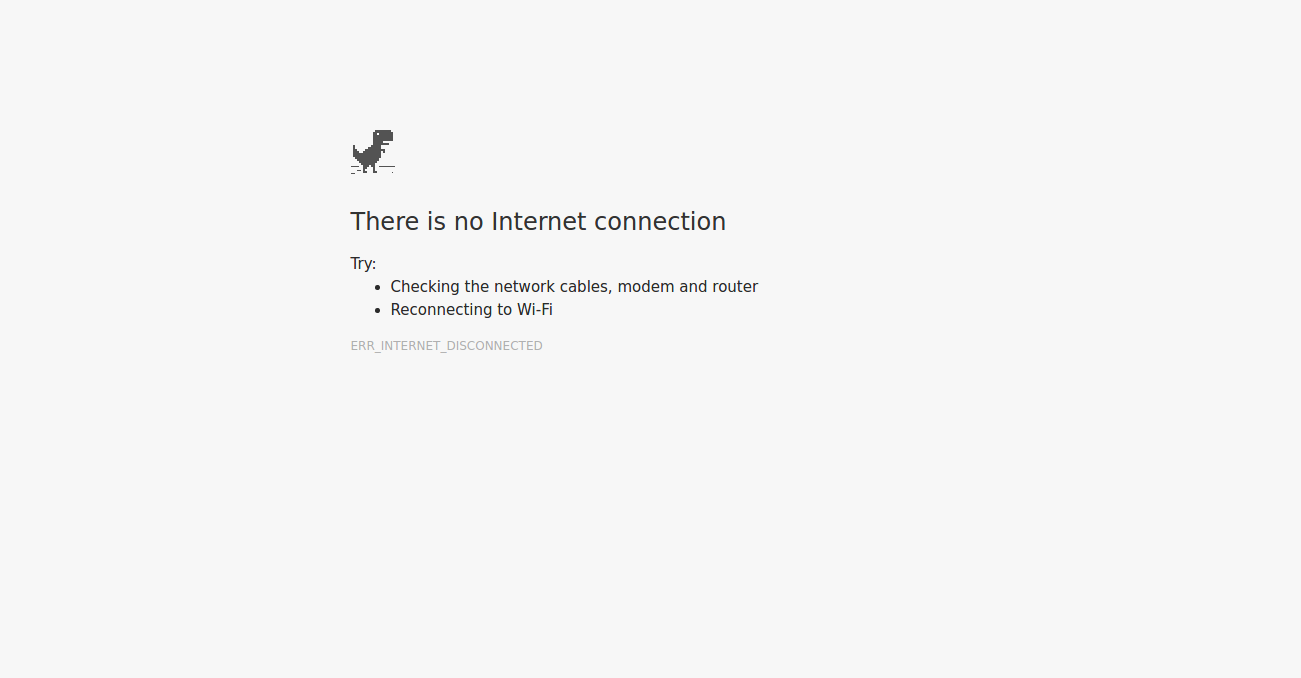 There is no Internet connection
Try:
• Checking the network cables, modem and router
• Reconnecting to Wi-Fi
ERR_INTERNET_DISCONNECTED